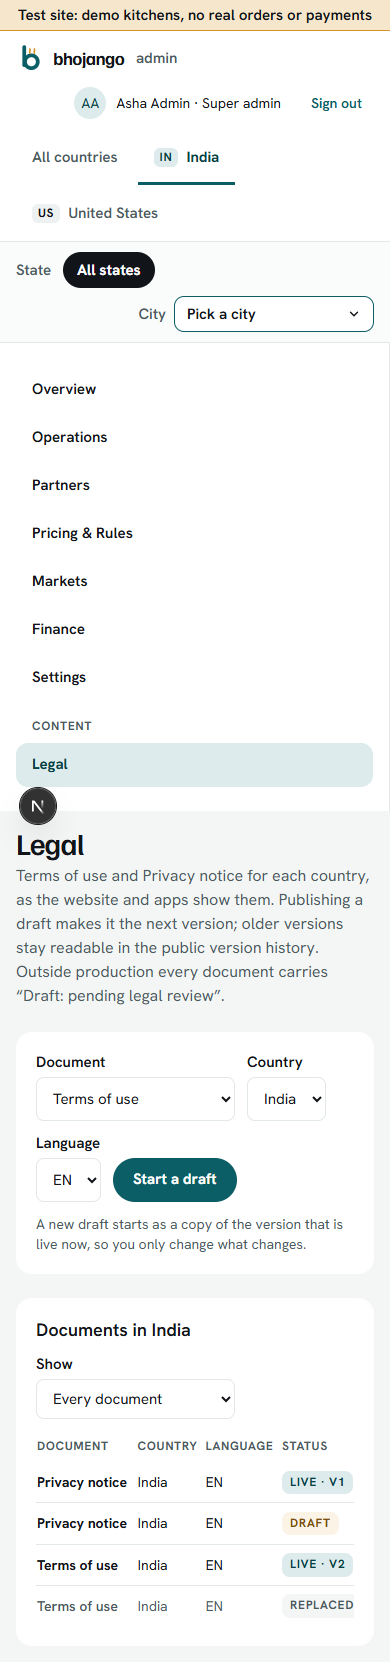 Test site: demo kitchens, no real orders or payments
bhojango admin
AA Asha Admin · Super admin Sign out
All countries IN India
US United States
State All states
City Pick a city
Overview
Operations
Partners
Pricing & Rules
Markets
Finance
Settings
CONTENT
Legal
N
Legal
Terms of use and Privacy notice for each country,
as the website and apps show them. Publishing a
draft makes it the next version; older versions
stay readable in the public version history.
Outside production every document carries
“Draft: pending legal review”.
Document Country
Terms of use India
Language
EN Start a draft
A new draft starts as a copy of the version that is
live now, so you only change what changes.
Documents in India
Show
Every document
DOCUMENT COUNTRY LANGUAGE STATUS
Privacy notice India EN LIVE · V1
Privacy notice India EN DRAFT
Terms of use India EN LIVE · V2
Terms of use India EN REPLACED